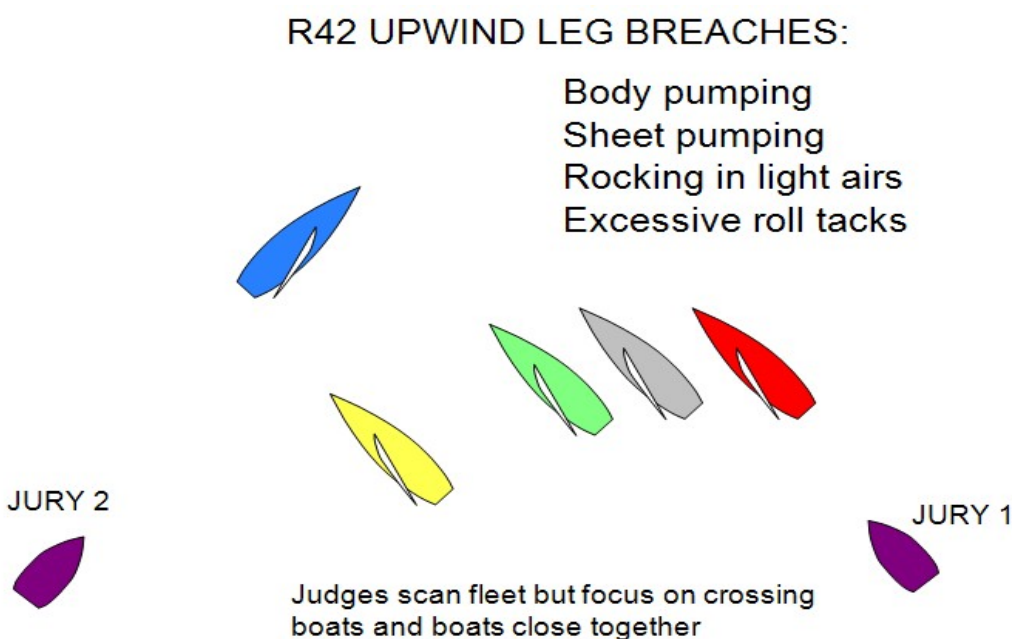 R42 UPWIND LEG BREACHES:
Body pumping
Sheet pumping
Rocking in light airs
Excessive roll tacks
JURY 2
JURY 1
Judges scan fleet but focus on crossing
boats and boats close together